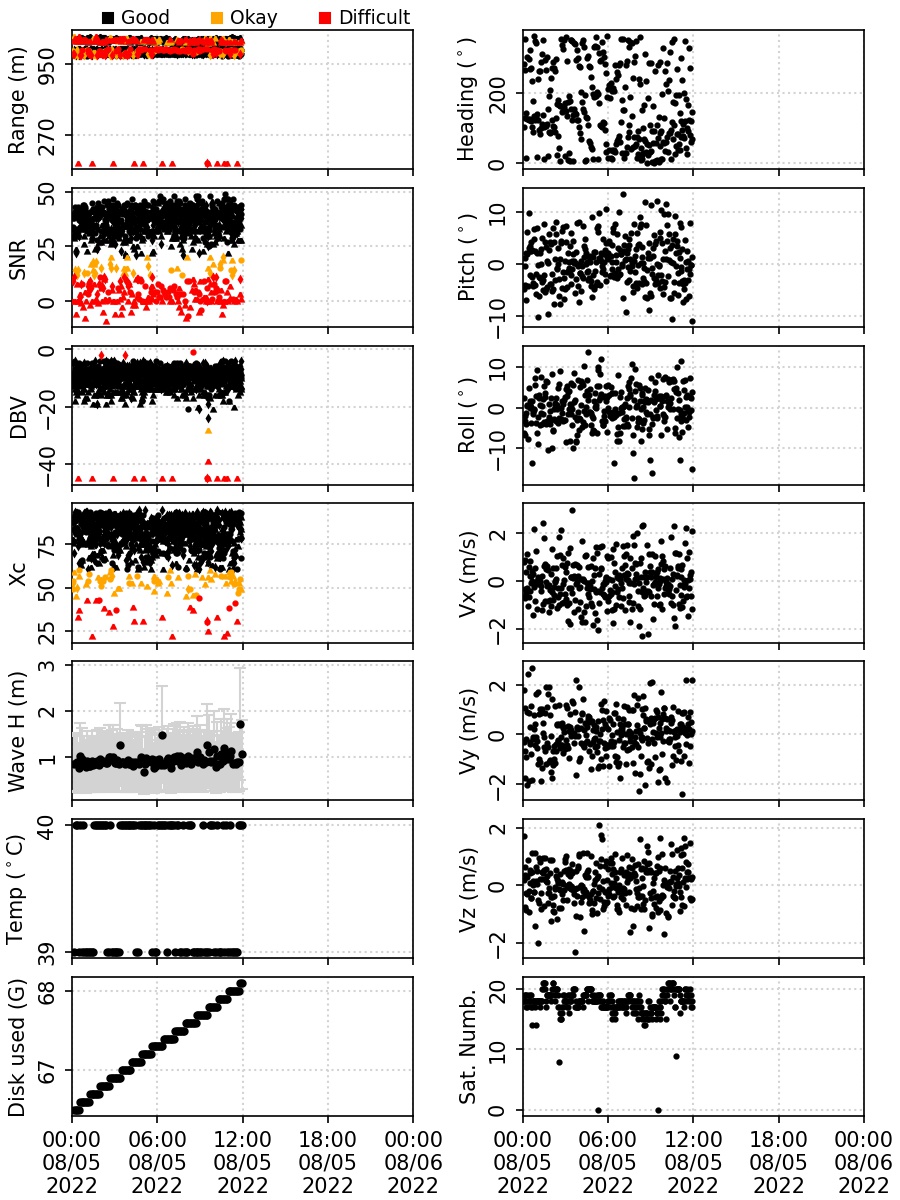 Good Okay Difficult
Range (m)
950
270
Heading (°)
200
0
SNR
50
25
0
Pitch (°)
10
0
−10
DBV
0
−20
−40
Roll (°)
10
0
−10
Xc
75
50
25
Vx (m/s)
2
0
−2
Wave H (m)
3
2
1
Vy (m/s)
2
0
−2
Temp (°C)
40
39
Vz (m/s)
2
0
−2
Disk used (G)
68
67
Sat. Numb.
20
10
0
00:00 06:00 12:00 18:00 00:00
08/05 08/05 08/05 08/05 08/06
2022 2022 2022 2022 2022
00:00 06:00 12:00 18:00 00:00
08/05 08/05 08/05 08/05 08/06
2022 2022 2022 2022 2022